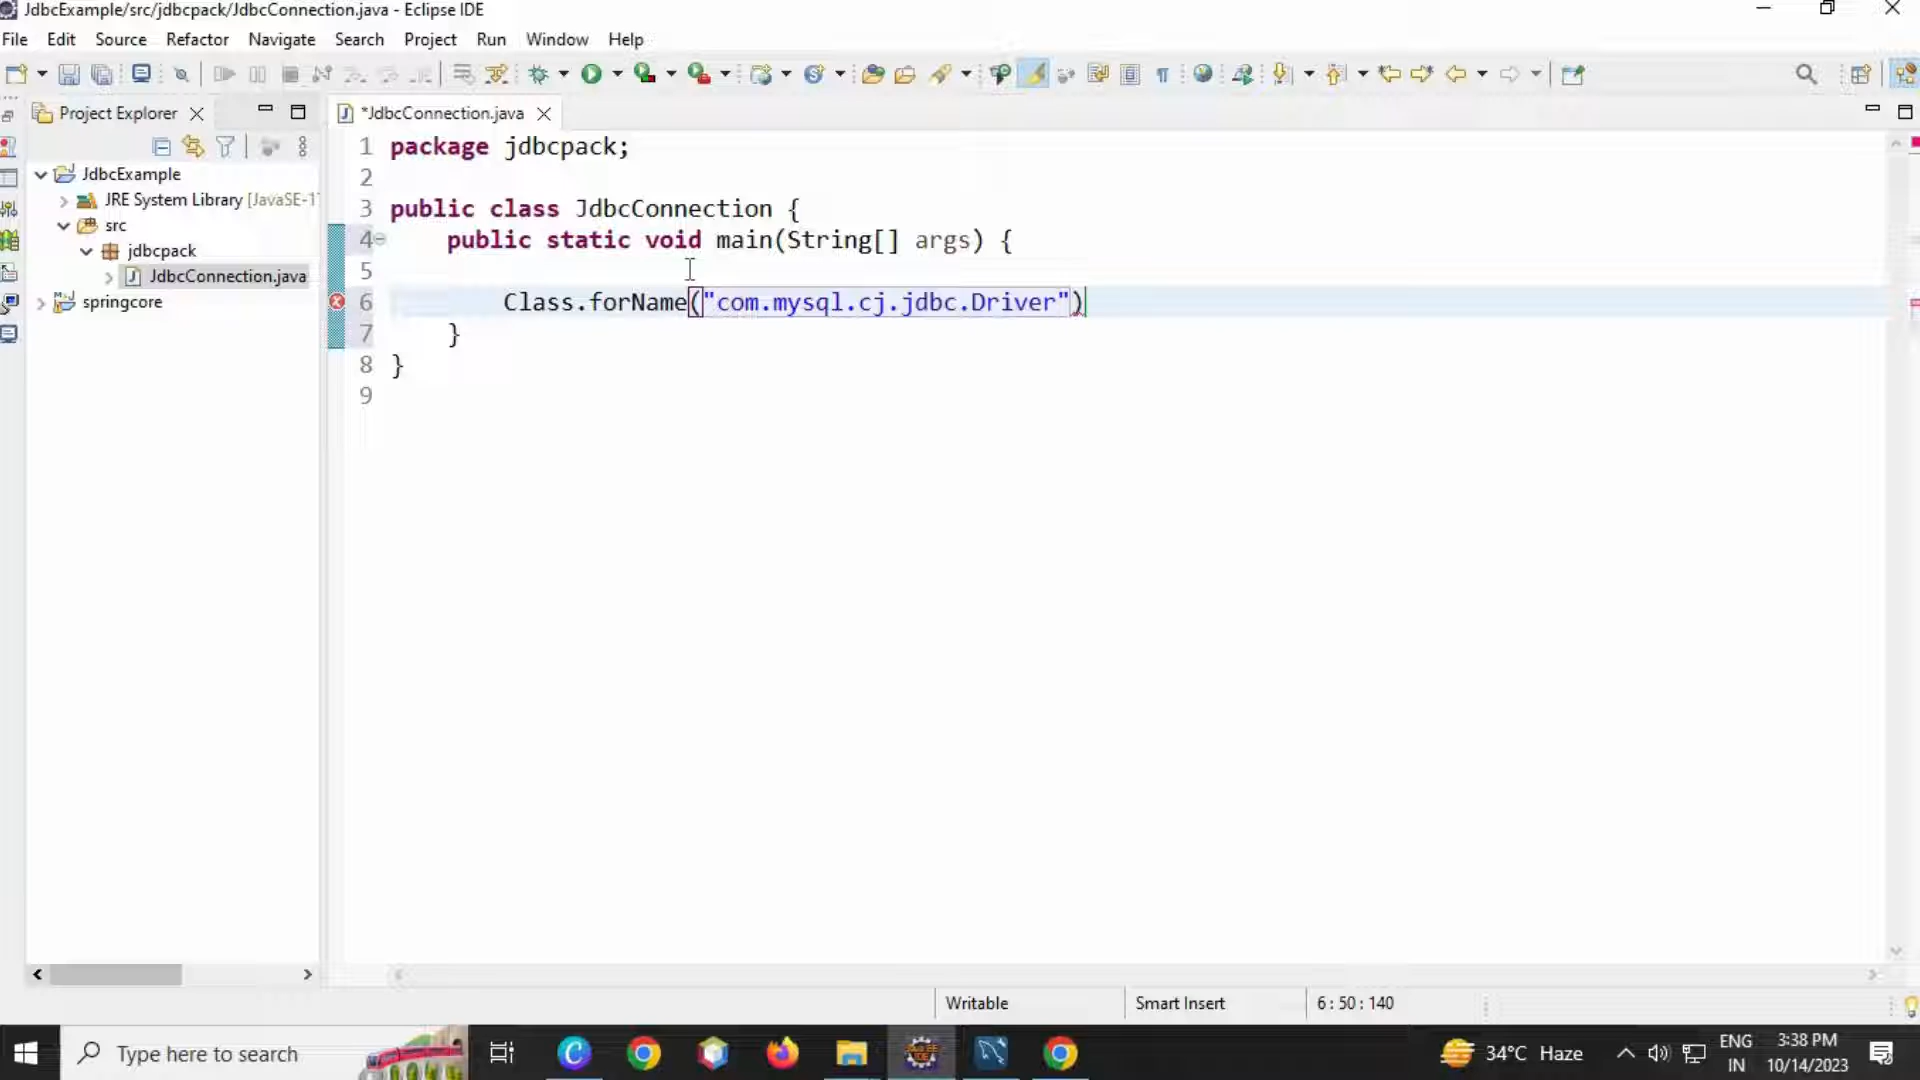 JdbcExample/src/jdbcpack/JdbcConnection.java - Eclipse IDE
File Edit Source Refactor Navigate Search Project Run Window Help
Project Explorer
*JdbcConnection.java
JdbcExample
JRE System Library [JavaSE-1
src
jdbcpack
JdbcConnection.java
springcore
1 package jdbcpack;
2
3 public class JdbcConnection {
4 public static void main(String[] args) {
5
6 Class.forName("com.mysql.cj.jdbc.Driver")
7 }
8 }
9
Writable Smart Insert 6 : 50 : 140
Type here to search
34°C Haze
ENG
IN
3:38 PM
10/14/2023